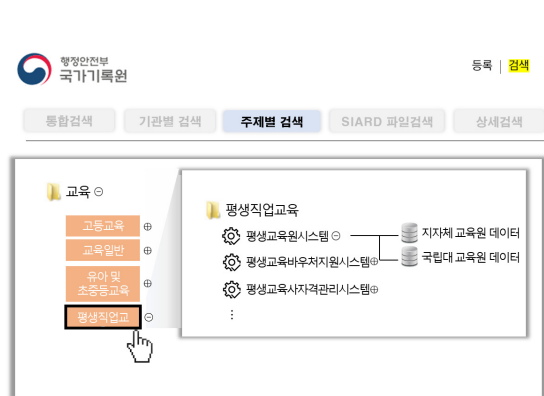 행정안전부
국가기록원
등록 | 검색
통합검색 기관별 검색 주제별 검색 SIARD 파일검색 상세검색
교육
고등교육
교육일반
유아 및
초중등교육
평생직업교
평생직업교육
평생교육원시스템
지자체 교육원 데이터
국립대 교육원 데이터
평생교육바우처지원시스템
평생교육사자격관리시스템
⋮